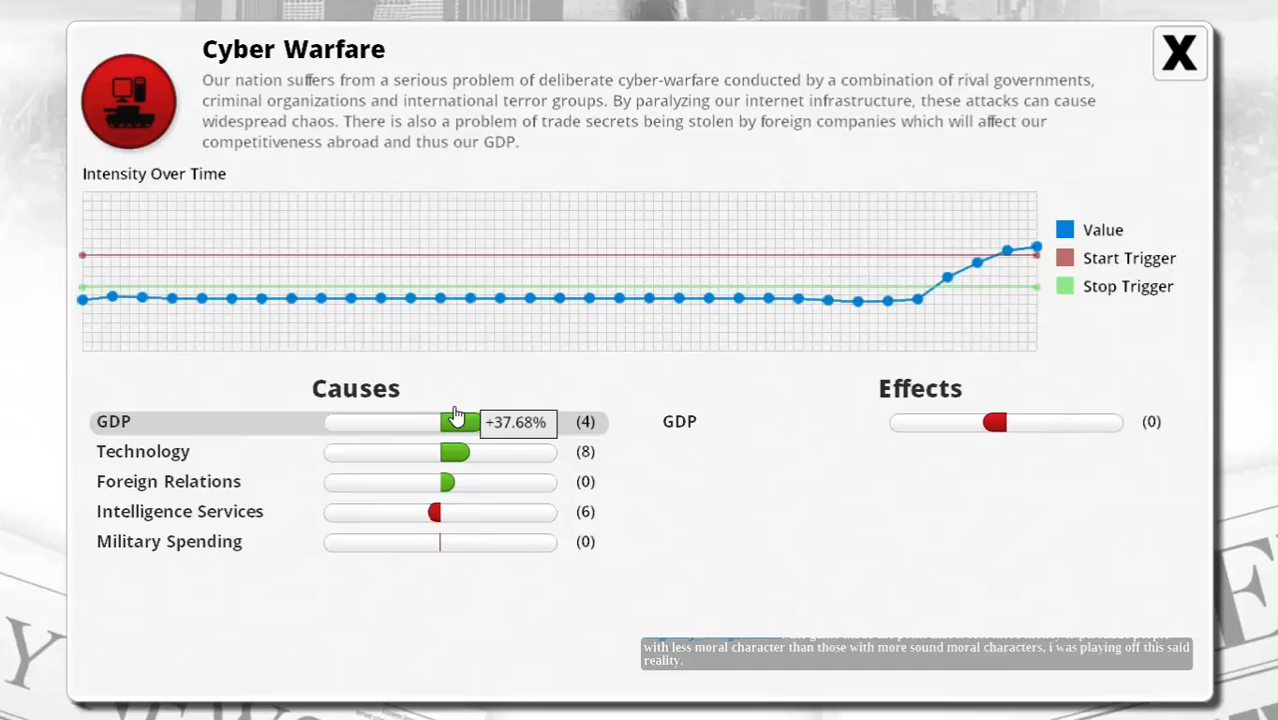 Cyber Warfare
X
Our nation suffers from a serious problem of deliberate cyber-warfare conducted by a combination of rival governments,
criminal organizations and international terror groups. By paralyzing our internet infrastructure, these attacks can cause
widespread chaos. There is also a problem of trade secrets being stolen by foreign companies which will affect our
competitiveness abroad and thus our GDP.
Intensity Over Time
Value
Start Trigger
Stop Trigger
Causes
Effects
GDP +37.68% (4)
GDP (0)
Technology (8)
Foreign Relations (0)
Intelligence Services (6)
Military Spending (0)
with less moral character than those with more sound moral characters, i was playing off this said
reality.